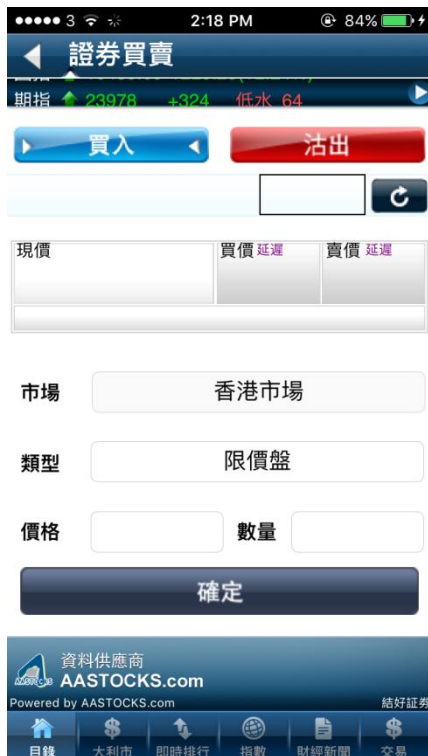 3 2:18 PM 84%
證券買賣
期指 23978 +324 低水 64
買入 沽出
現價 買價 延遲 賣價 延遲
市場 香港市場
類型 限價盤
價格 數量
確定
資料供應商
AASTOCKS AASTOCKS.com
Powered by AASTOCKS.com 結好証券
目錄 大利市 即時排行 指數 財經新聞 交易